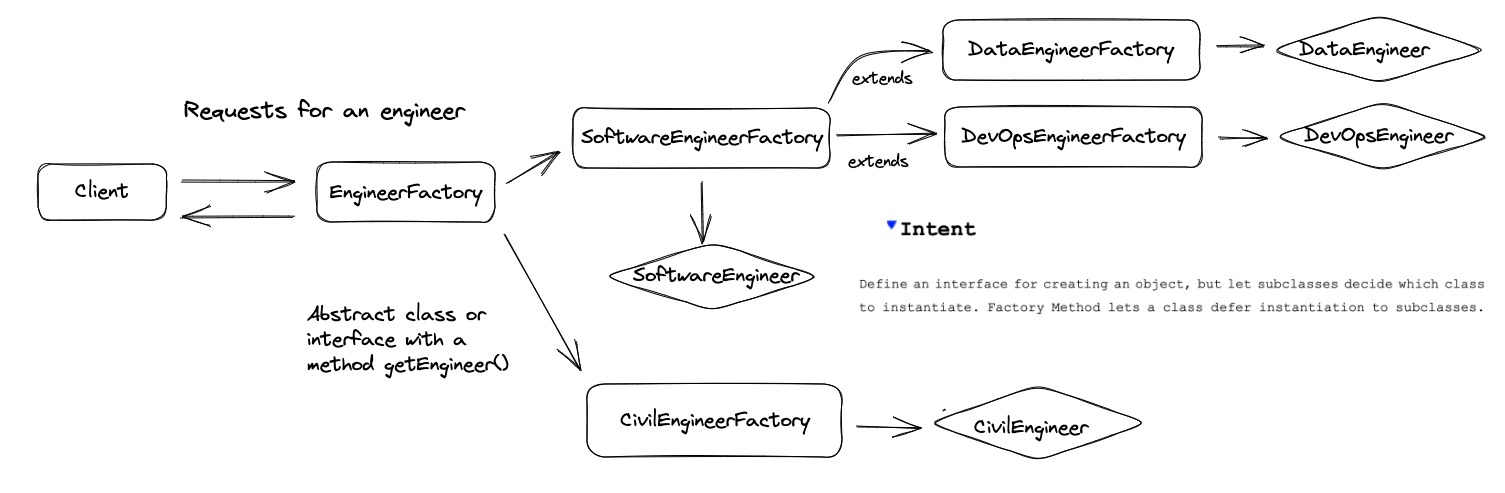 DataEngineerFactory
DataEngineer
extends
Requests for an engineer
SoftwareEngineerFactory
DevOpsEngineerFactory
DevOpsEngineer
extends
Client
EngineerFactory
Intent
SoftwareEngineer
Define an interface for creating an object, but let subclasses decide which class
to instantiate. Factory Method lets a class defer instantiation to subclasses.
Abstract class or
interface with a
method getEngineer()
CivilEngineerFactory
CivilEngineer